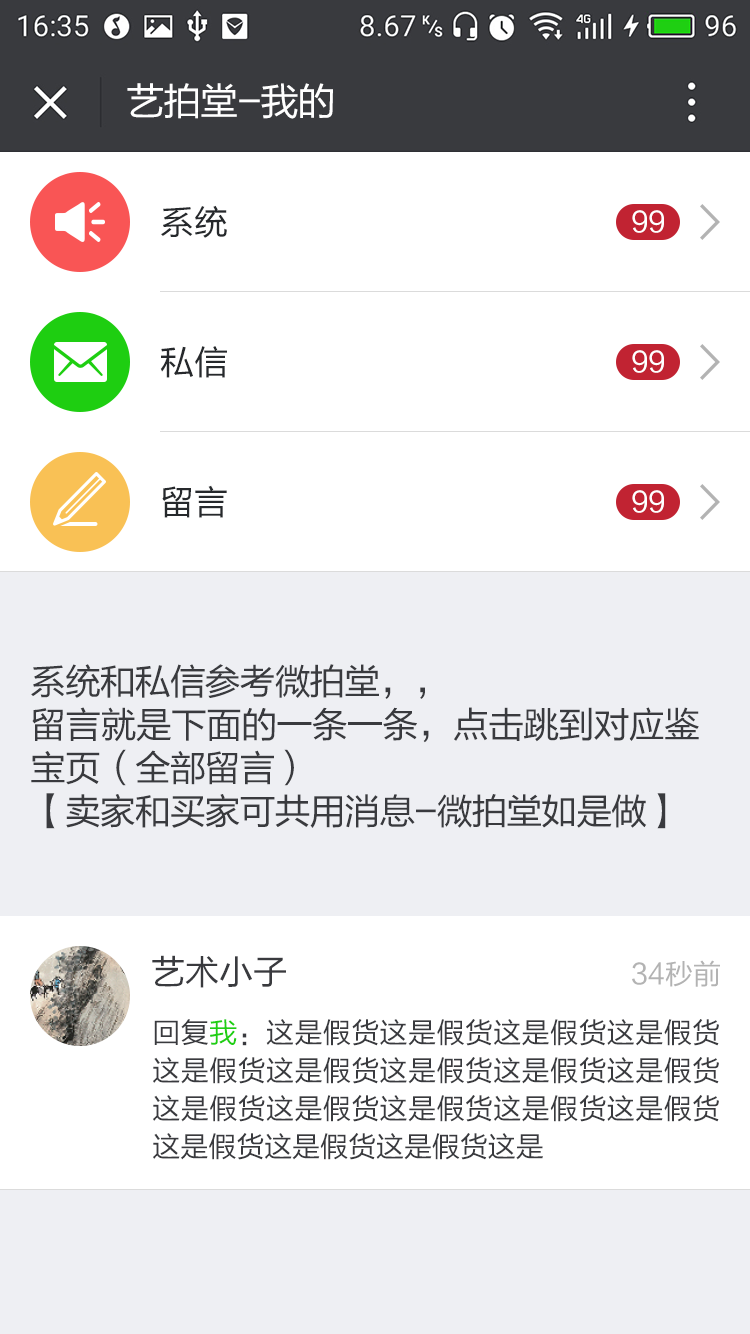 16:35 8.67 K/s 4G 96
艺拍堂-我的
系统 99
私信 99
留言 99
系统和私信参考微拍堂，，
留言就是下面的一条一条，点击跳到对应鉴
宝页（全部留言）
【卖家和买家可共用消息-微拍堂如是做】
艺术小子 34秒前
回复我：这是假货这是假货这是假货这是假货
这是假货这是假货这是假货这是假货这是假货
这是假货这是假货这是假货这是假货这是假货
这是假货这是假货这是假货这是